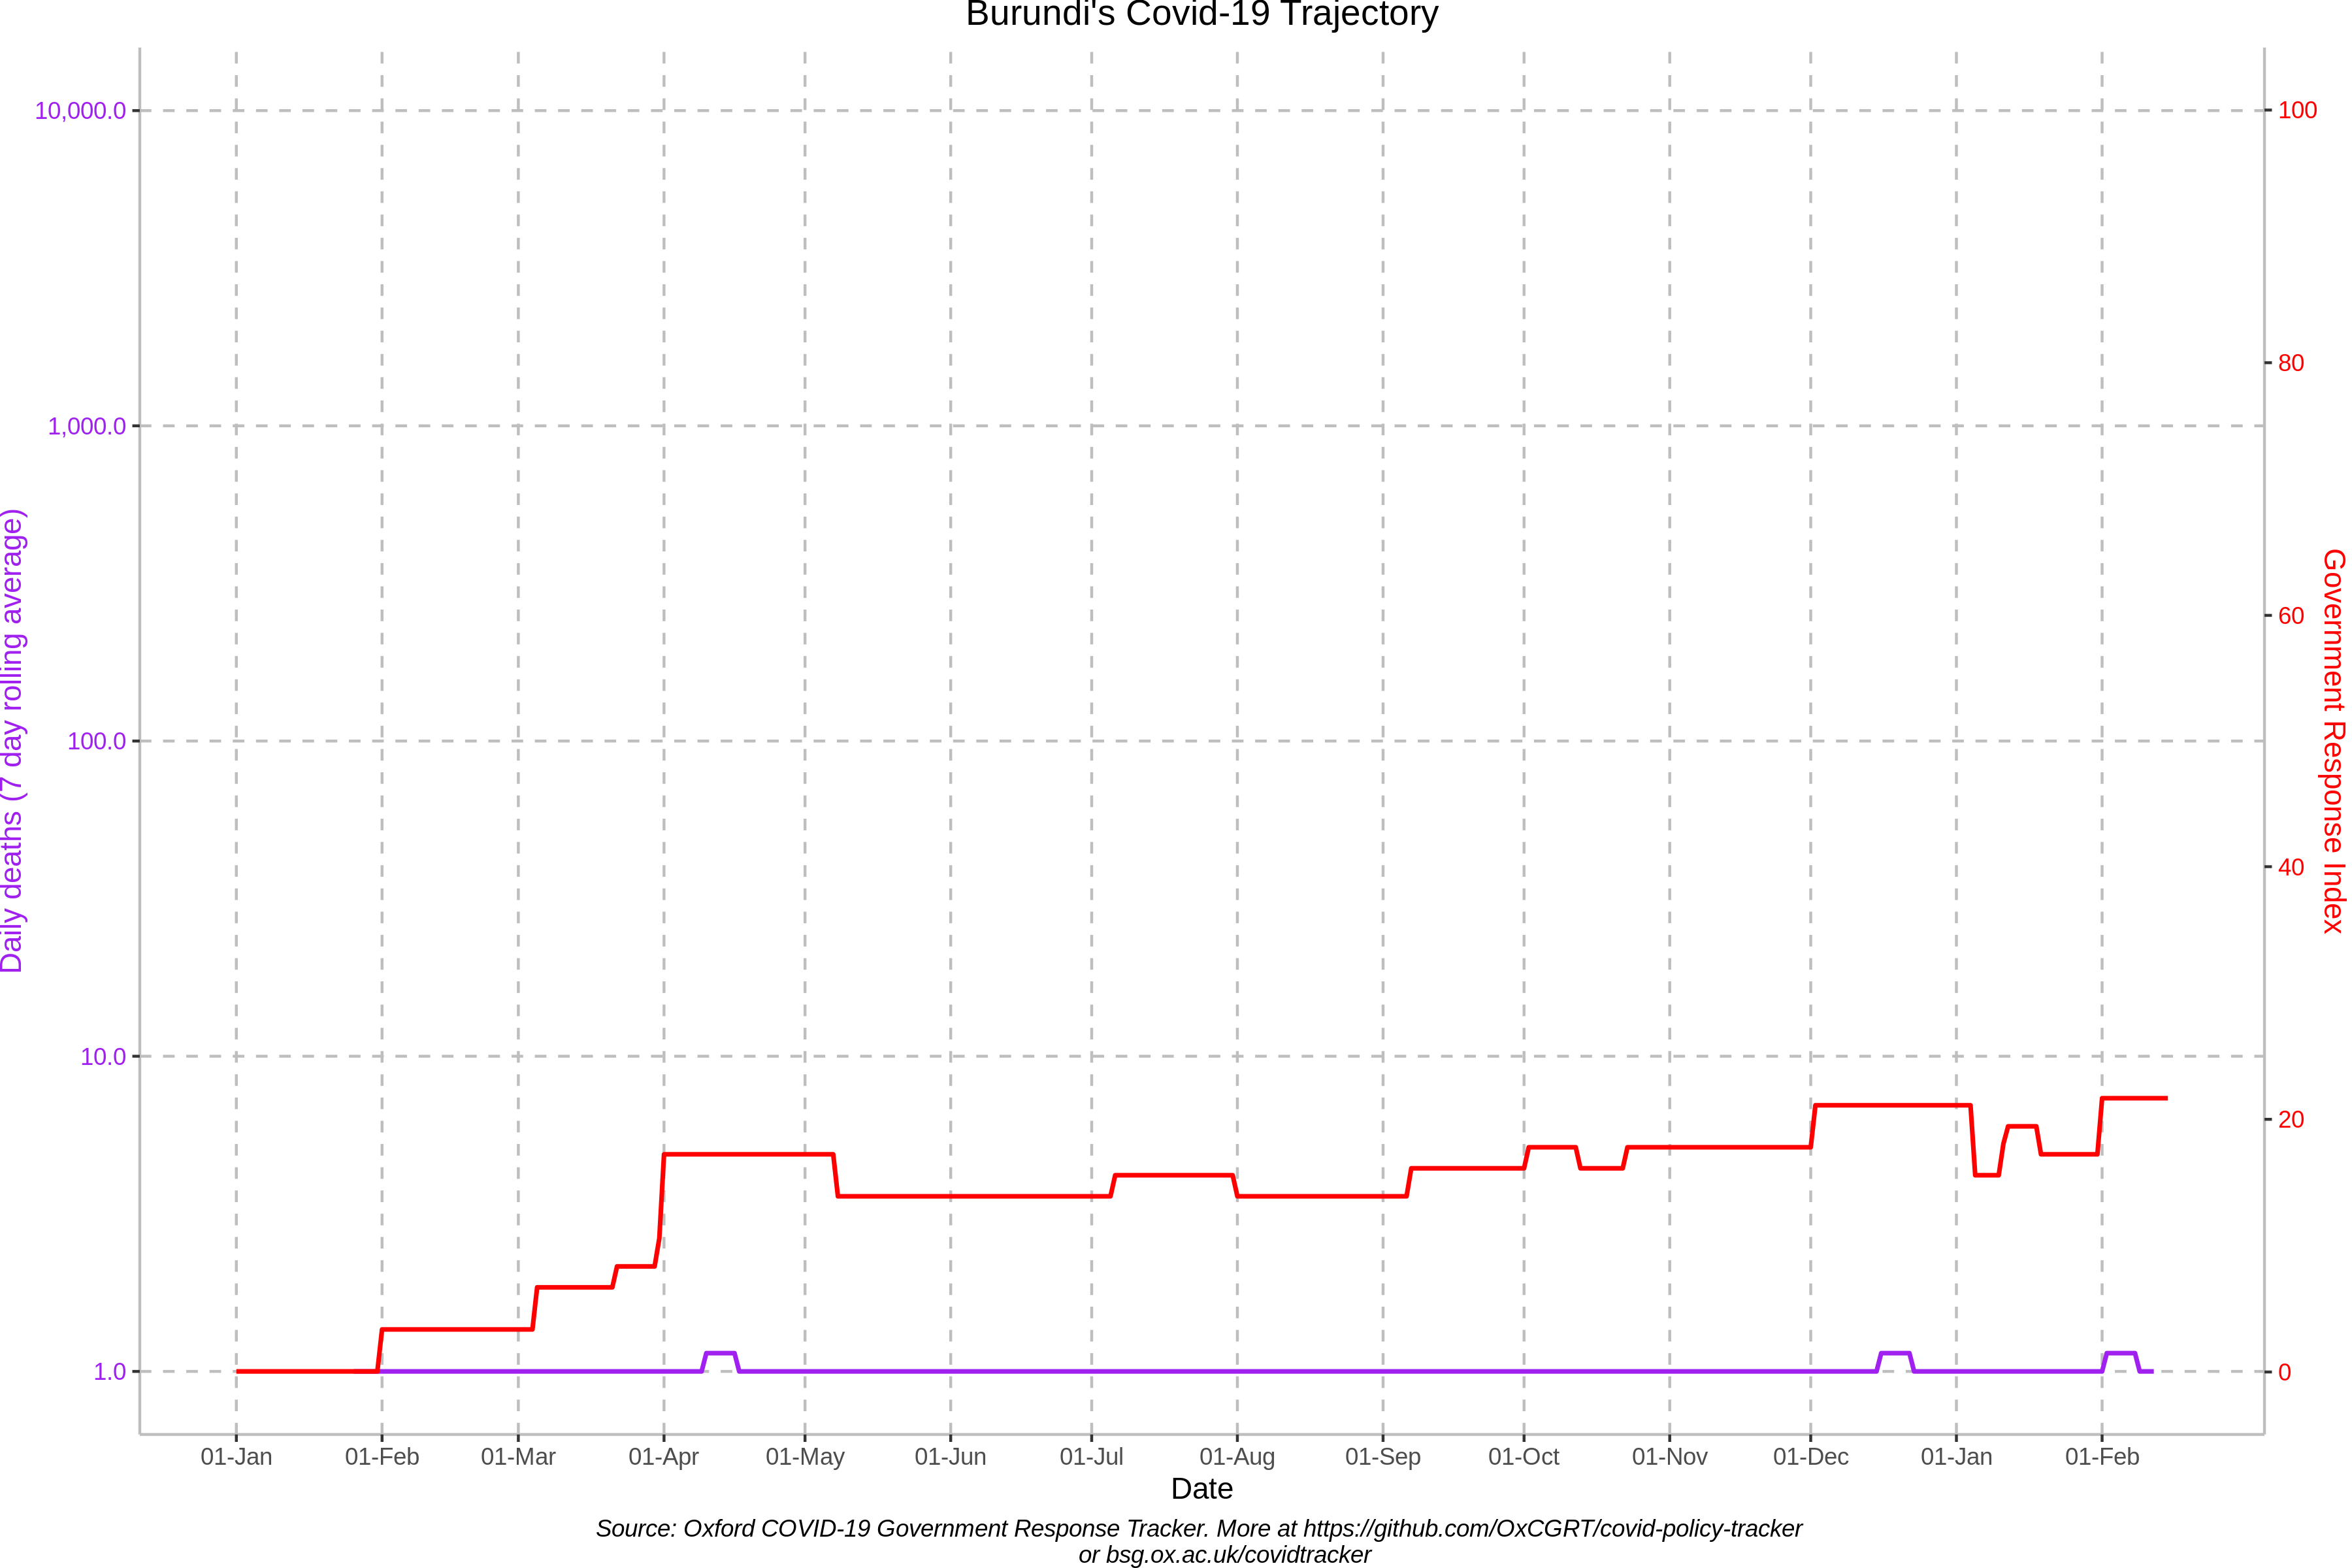 Burundi's Covid-19 Trajectory
10,000.0
1,000.0
100.0
10.0
1.0
Daily deaths (7 day rolling average)
100
80
60
40
20
0
Government Response Index
01-Jan 01-Feb 01-Mar 01-Apr 01-May 01-Jun 01-Jul 01-Aug 01-Sep 01-Oct 01-Nov 01-Dec 01-Jan 01-Feb
Date
Source: Oxford COVID-19 Government Response Tracker. More at https://github.com/OxCGRT/covid-policy-tracker
or bsg.ox.ac.uk/covidtracker